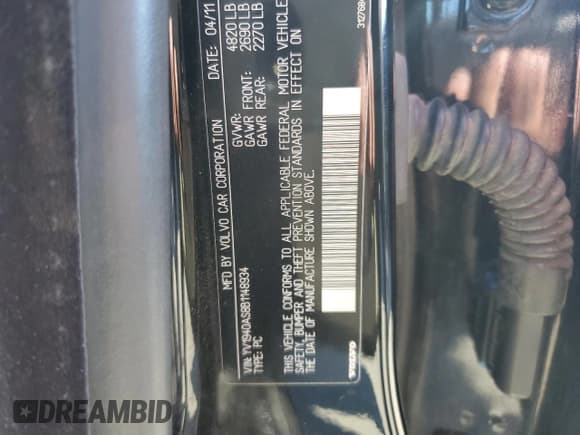 MFD BY VOLVO CAR CORPORATION DATE: 04/11
GVWR: 4820 LB
GAWR FRONT: 2690 LB
GAWR REAR: 2270 LB
VIN: YV1940AS8B1148934
TYPE: PC
THIS VEHICLE CONFORMS TO ALL APPLICABLE FEDERAL MOTOR VEHICLE
SAFETY, BUMPER AND THEFT PREVENTION STANDARDS IN EFFECT ON
THE DATE OF MANUFACTURE SHOWN ABOVE.
VOLVO
DREAMBID